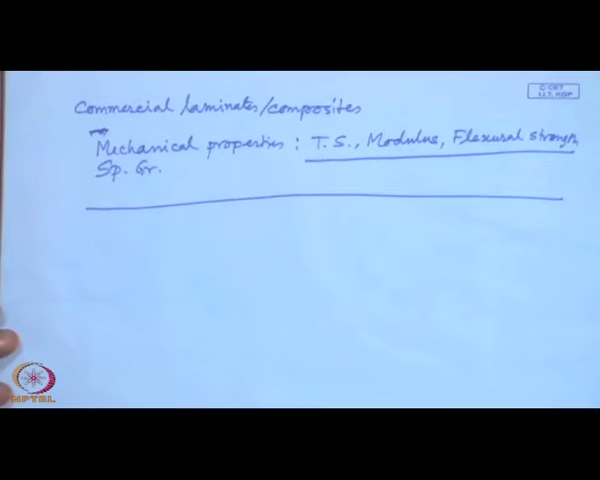 © CET
I.I.T. KGP
Commercial laminates/composites
Mechanical properties : T. S., Modulus, Flexural strength,
Sp. Gr.
NPTEL